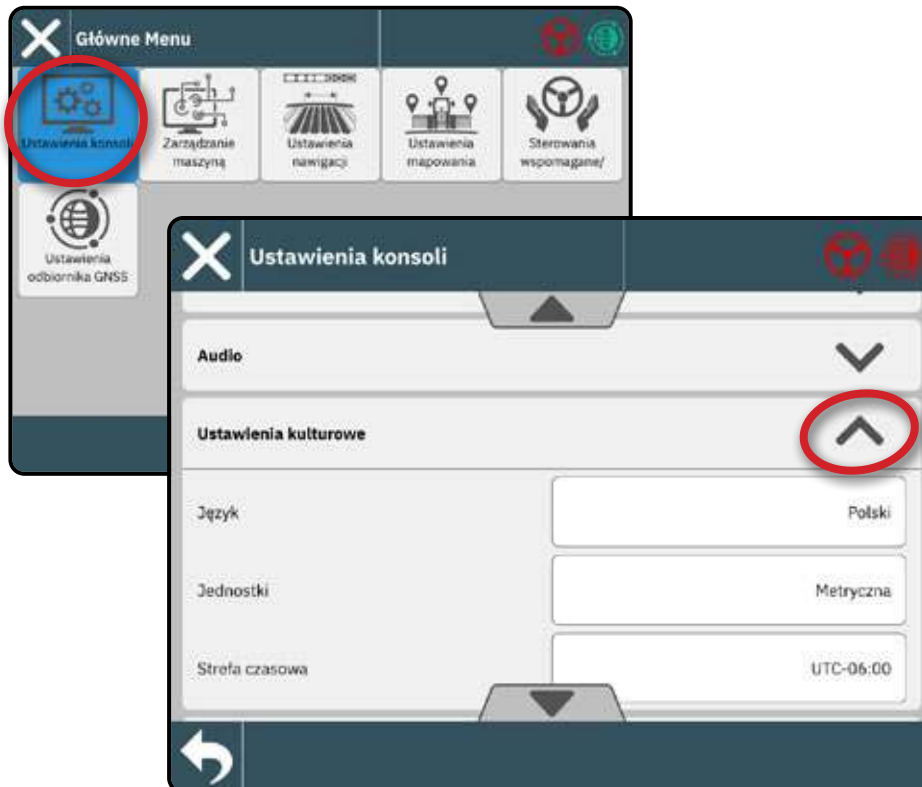 Główne Menu
Ustawienia konsoli
Zarządzanie
maszyną
Ustawienia
nawigacji
Ustawienia
mapowania
Sterowania
wspomagane/
Ustawienia
odbiornika GNSS
Ustawienia konsoli
Audio
Ustawienia kulturowe
Język
Polski
Jednostki
Metryczna
Strefa czasowa
UTC-06:00